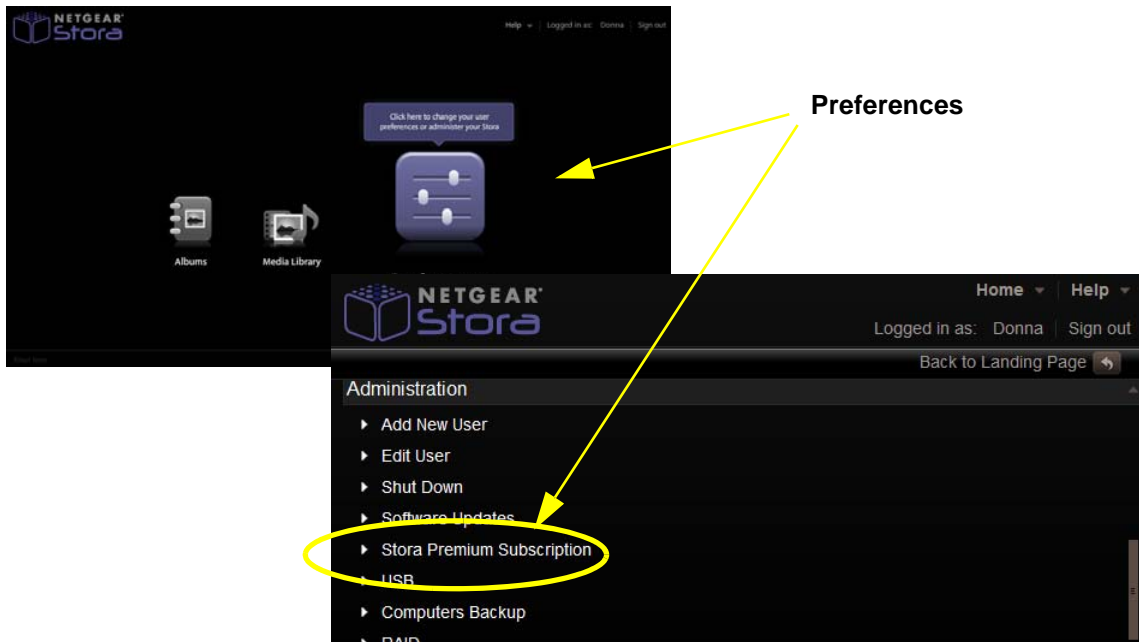 NETGEAR
Stora
Help
Logged in as: Donna
Sign out
Click here to change your user
preferences or administer your Stora
Albums
Media Library
Preferences
NETGEAR
Stora
Home
Help
Logged in as: Donna
Sign out
Back to Landing Page
Administration
Add New User
Edit User
Shut Down
Software Updates
Stora Premium Subscription
USB
Computers Backup
RAID